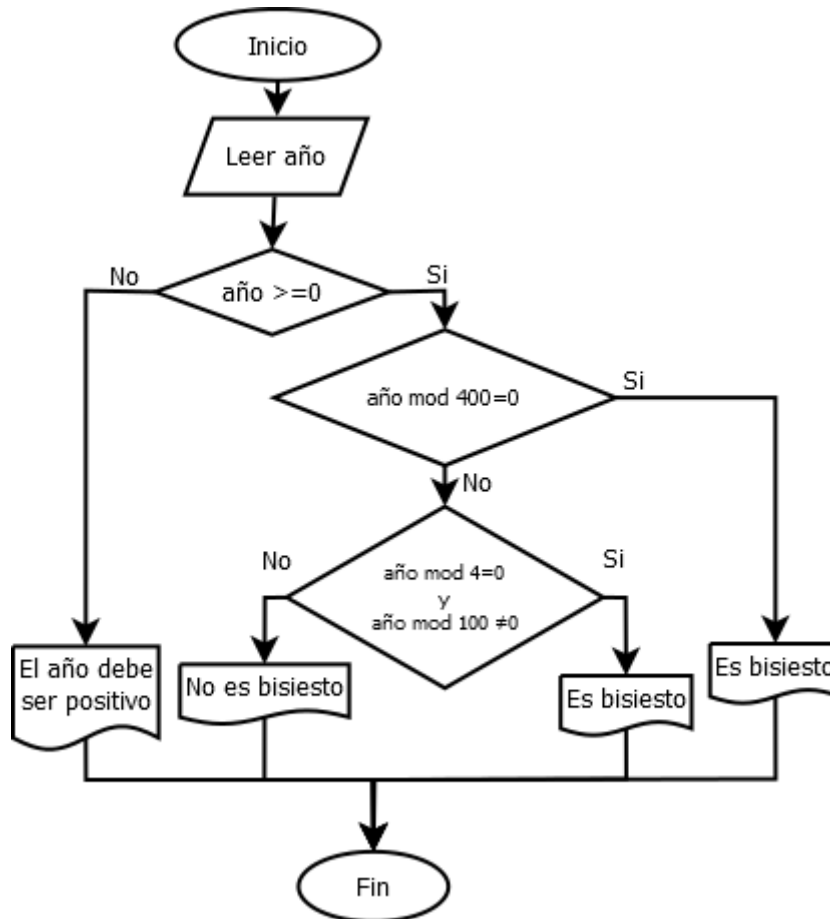 Inicio
Leer año
No
Si
año >=0
Si
año mod 400=0
No
No
Si
año mod 4=0
y
año mod 100 ≠0
El año debe
ser positivo
No es bisiesto
Es bisiesto
Es bisiesto
Fin